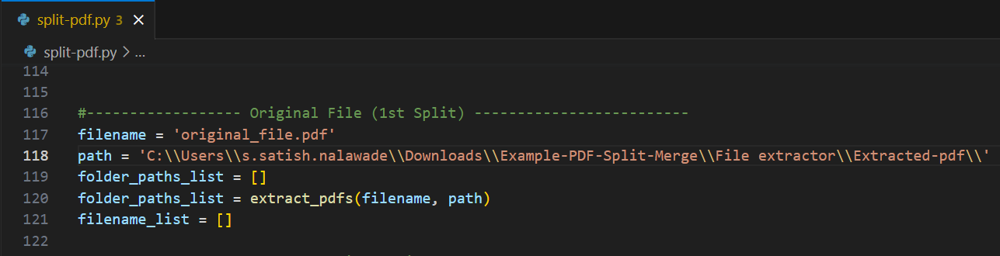 split-pdf.py 3
split-pdf.py > ...
114
115
116 #------------------ Original File (1st Split) -------------------------
117 filename = 'original_file.pdf'
118 path = 'C:\\Users\\s.satish.nalawade\\Downloads\\Example-PDF-Split-Merge\\File extractor\\Extracted-pdf\\'
119 folder_paths_list = []
120 folder_paths_list = extract_pdfs(filename, path)
121 filename_list = []
122